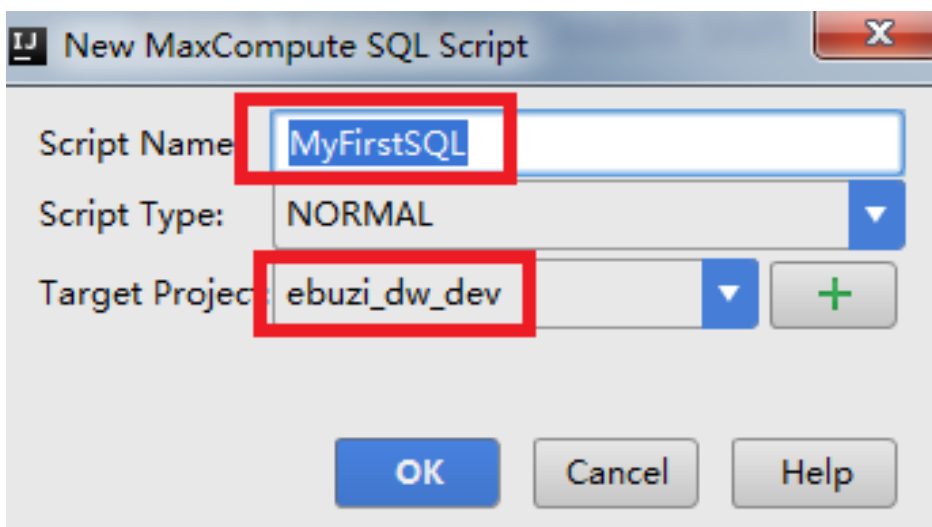 IJ New MaxCompute SQL Script
Script Name
MyFirstSQL
Script Type: NORMAL
Target Project: ebuzi_dw_dev
OK Cancel Help